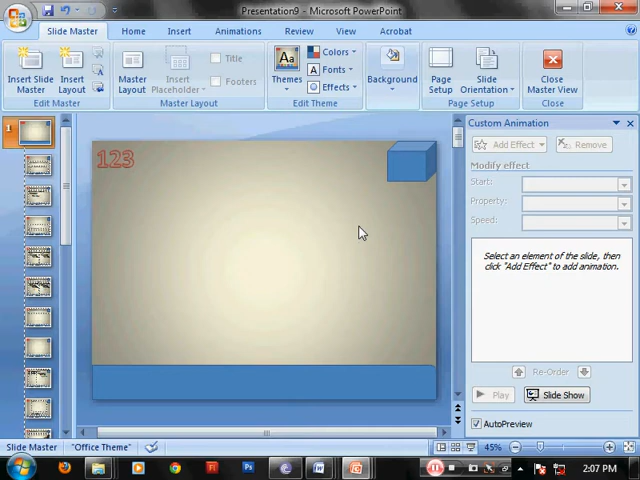 Presentation9 - Microsoft PowerPoint
Slide Master
Home
Insert
Animations
Review
View
Acrobat
Insert Slide Master
Insert Layout
Edit Master
Master Layout
Insert Placeholder
Title
Footers
Master Layout
Themes
Colors
Fonts
Effects
Edit Theme
Background
Page Setup
Slide Orientation
Page Setup
Close Master View
Close
1
123
Custom Animation
Add Effect
Remove
Modify effect
Start:
Property:
Speed:
Select an element of the slide, then
click "Add Effect" to add animation.
Re-Order
Play
Slide Show
AutoPreview
Slide Master
"Office Theme"
45%
2:07 PM